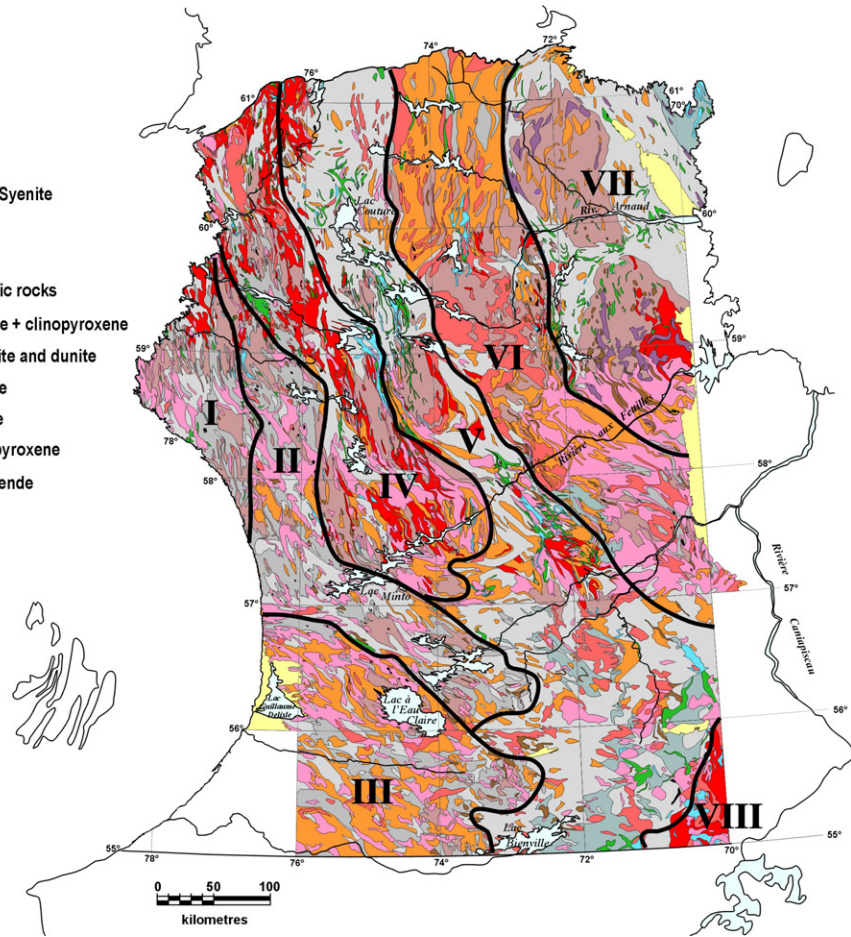 Syenite
ic rocks
e + clinopyroxene
ite and dunite
e
e
pyroxene
ende
76°
74°
72°
61°
61°
70°
VII
Lac
Couture
Riv. Arnaud
60°
60°
59°
59°
VI
I
78°
II
V
Rivière aux Feuilles
58°
58°
IV
Lac Minto
57°
57°
Rivière
Caniapiscau
Lac
Guillaume
Delisle
Lac à
l'Eau
Claire
56°
56°
III
VIII
Lac
Bienville
55°
55°
78°
76°
74°
72°
70°
0 50 100
kilometres